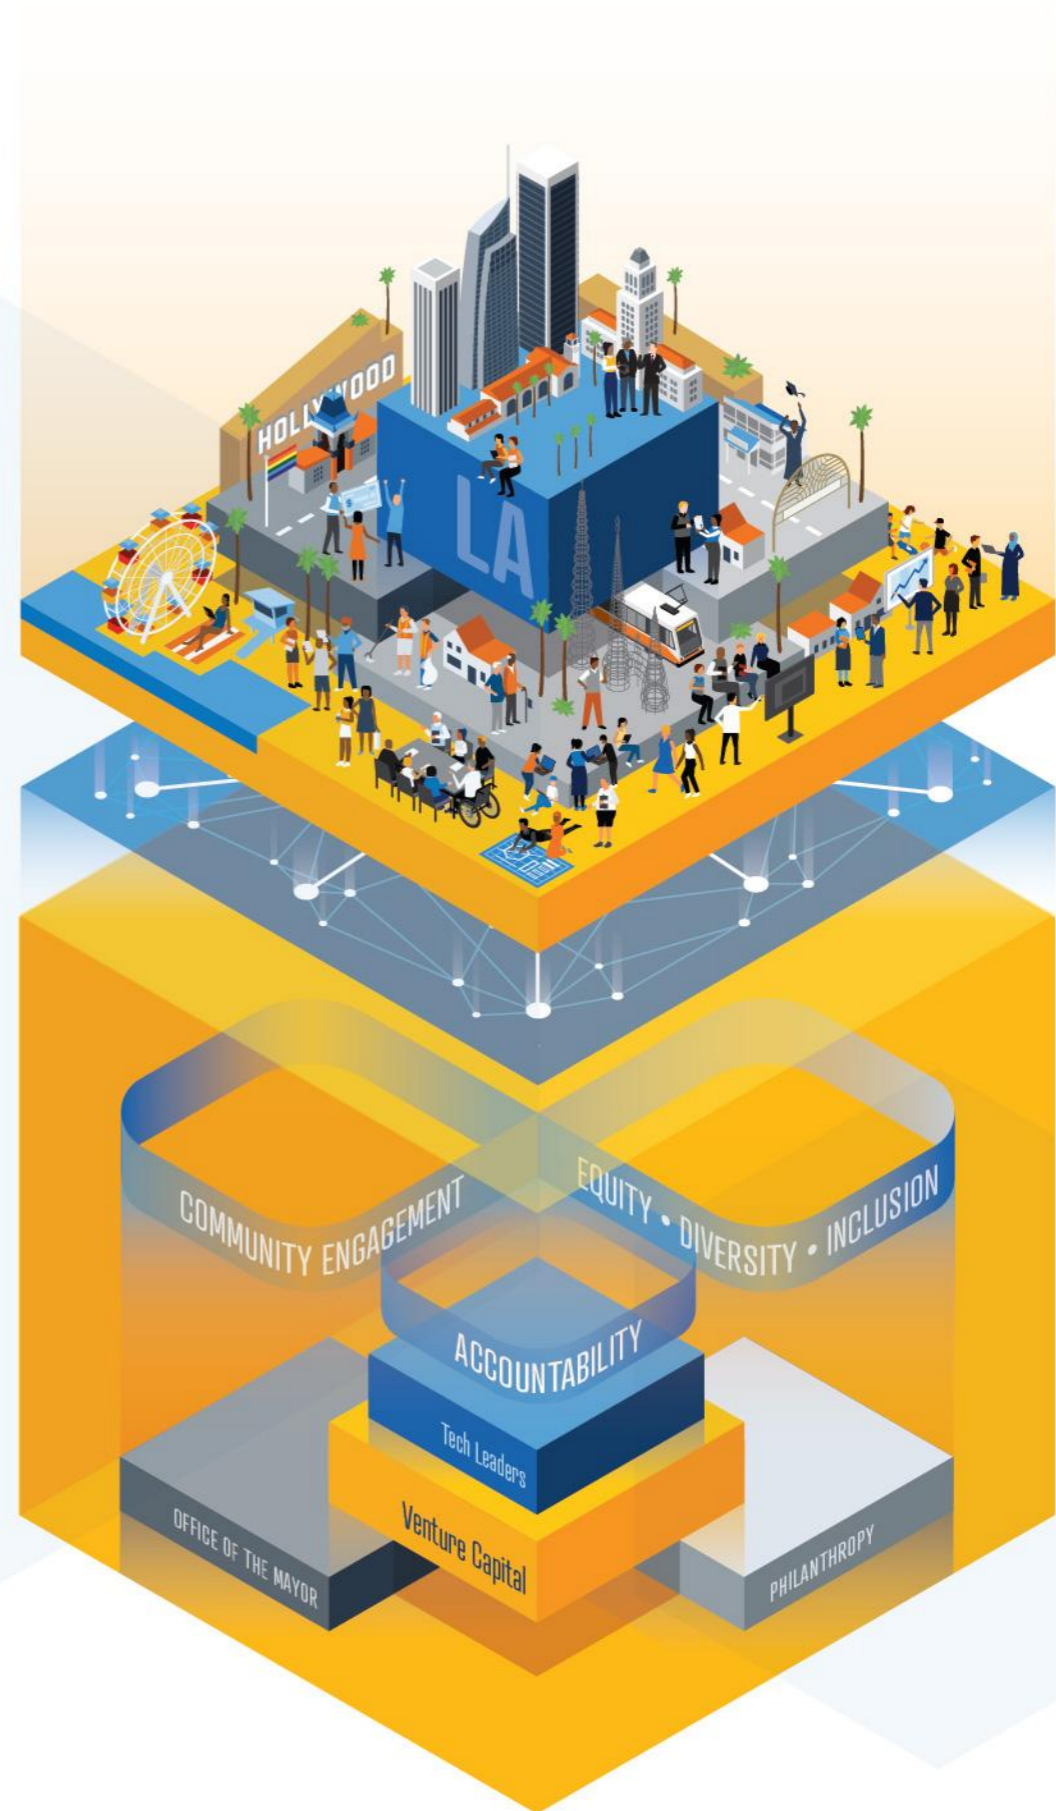 HOLLYWOOD
LA
COMMUNITY ENGAGEMENT
EQUITY • DIVERSITY • INCLUSION
ACCOUNTABILITY
Tech Leaders
Venture Capital
OFFICE OF THE MAYOR
PHILANTHROPY